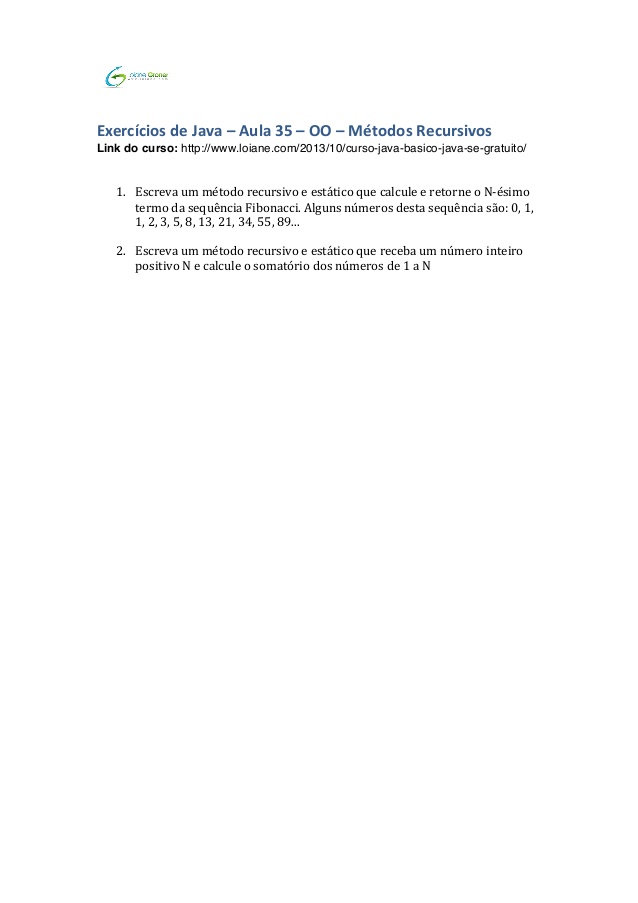 Exercícios de Java – Aula 35 – OO – Métodos Recursivos
Link do curso: http://www.loiane.com/2013/10/curso-java-basico-java-se-gratuito/
1. Escreva um método recursivo e estático que calcule e retorne o N-ésimo
termo da sequência Fibonacci. Alguns números desta sequência são: 0, 1,
1, 2, 3, 5, 8, 13, 21, 34, 55, 89...
2. Escreva um método recursivo e estático que receba um número inteiro
positivo N e calcule o somatório dos números de 1 a N